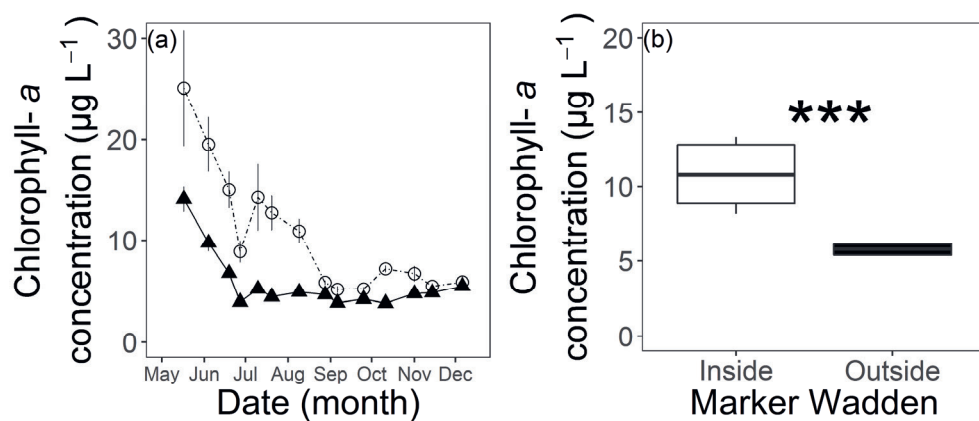 (a)
Chlorophyll- a
concentration (µg L⁻¹)
30
20
10
0
May Jun Jul Aug Sep Oct Nov Dec
Date (month)
(b)
Chlorophyll- a
concentration (µg L⁻¹)
20
15
10
5
0
***
Inside Outside
Marker Wadden